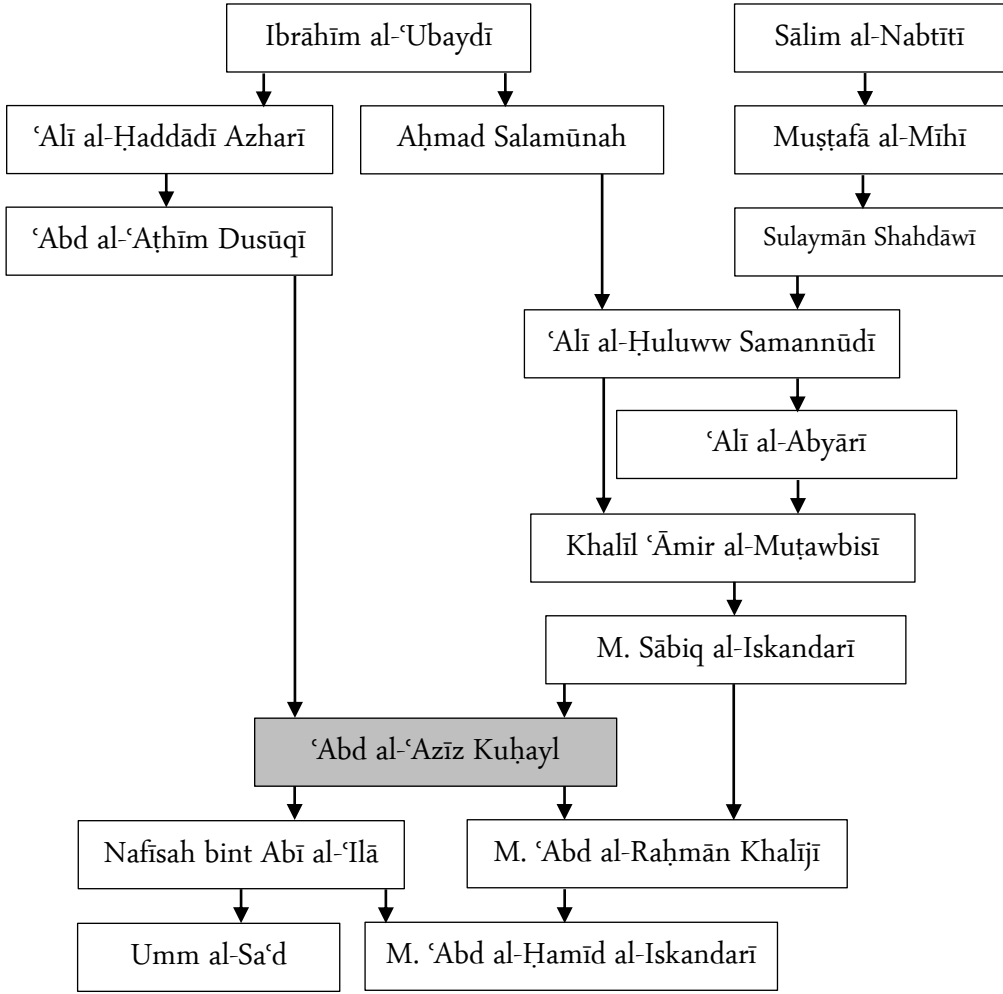 Ibrāhīm al-ʿUbaydī
Sālim al-Nabtītī
ʿAlī al-Ḥaddādī Azharī
Aḥmad Salamūnah
Muṣṭafā al-Mīhī
ʿAbd al-ʿAṭhīm Dusūqī
Sulaymān Shahdāwī
ʿAlī al-Ḥuluww Samannūdī
ʿAlī al-Abyārī
Khalīl ʿĀmir al-Muṭawbisī
M. Sābiq al-Iskandarī
ʿAbd al-ʿAzīz Kuḥayl
Nafīsah bint Abī al-ʿIlā
M. ʿAbd al-Raḥmān Khalījī
Umm al-Saʿd
M. ʿAbd al-Ḥamīd al-Iskandarī